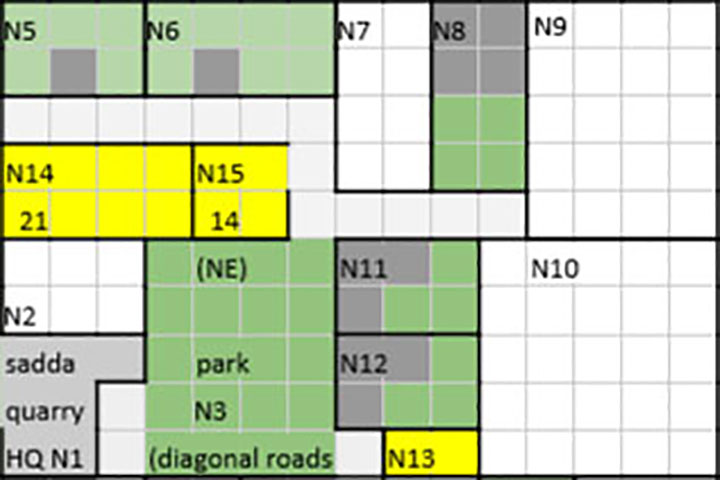 N5 N6 N7 N8 N9
N14 N15
21 14
(NE) N11 N10
N2
sadda park N12
quarry N3
HQ N1 (diagonal roads N13